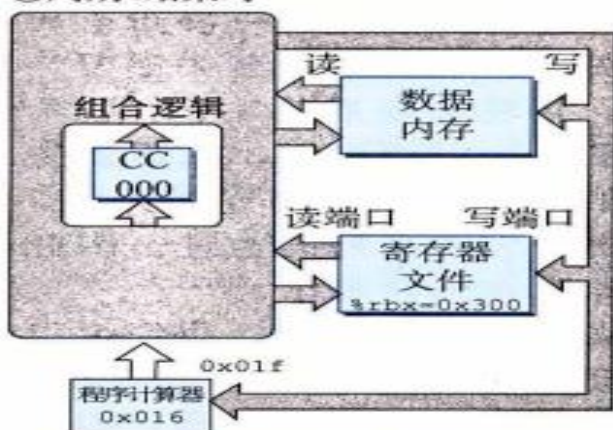 读
写
组合逻辑
数据
内存
CC
000
读端口
写端口
寄存器
文件
%rbx=0x300
0x01f
程序计算器
0x016